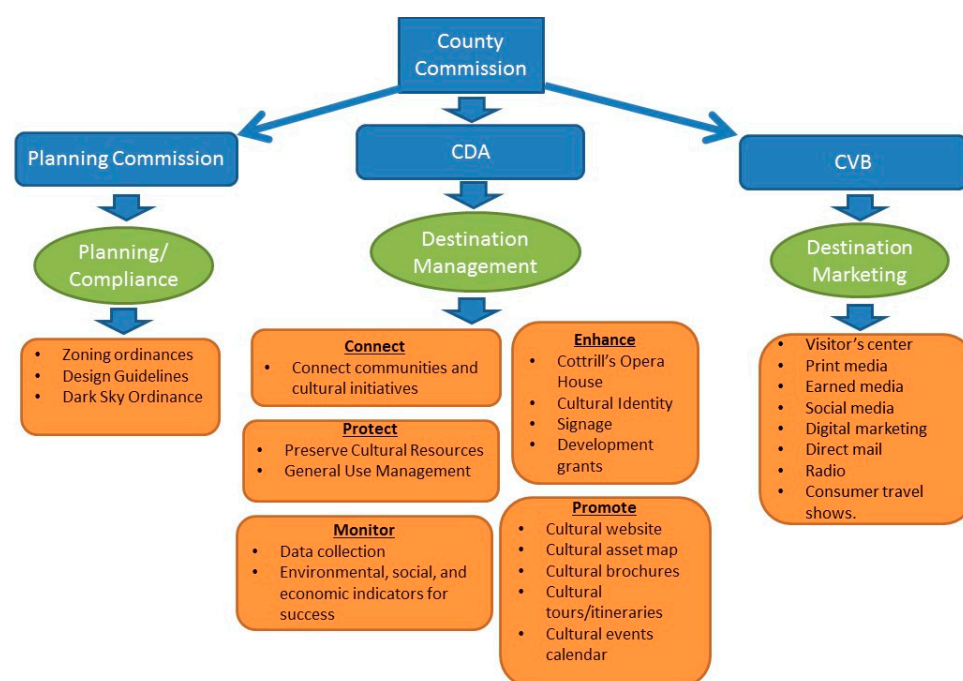 County
Commission
Planning Commission
CDA
CVB
Planning/
Compliance
Destination
Management
Destination
Marketing
• Zoning ordinances
• Design Guidelines
• Dark Sky Ordinance
Connect
• Connect communities and
cultural initiatives
Protect
• Preserve Cultural Resources
• General Use Management
Monitor
• Data collection
• Environmental, social, and
economic indicators for
success
Enhance
• Cottrill's Opera
House
• Cultural Identity
• Signage
• Development
grants
Promote
• Cultural website
• Cultural asset map
• Cultural brochures
• Cultural
tours/itineraries
• Cultural events
calendar
• Visitor's center
• Print media
• Earned media
• Social media
• Digital marketing
• Direct mail
• Radio
• Consumer travel
shows.